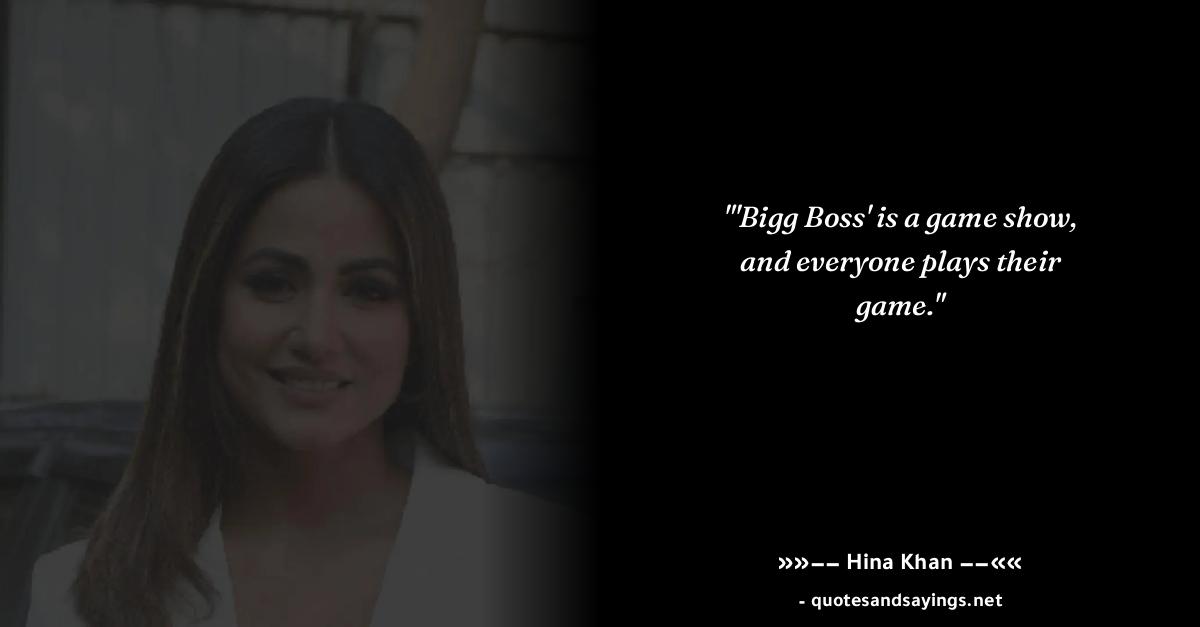 "'Bigg Boss' is a game show,
and everyone plays their
game."
»»–– Hina Khan ––««
- quotesandsayings.net